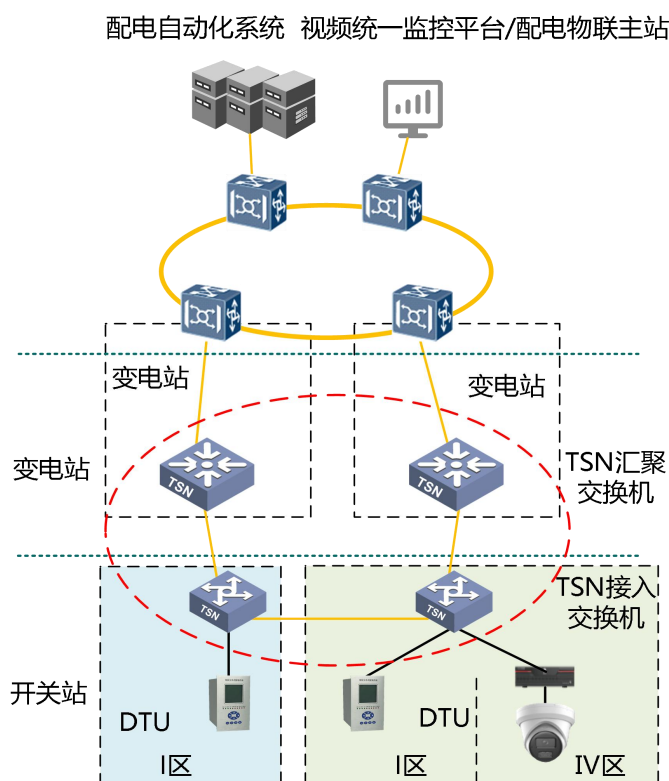 配电自动化系统 视频统一监控平台/配电物联主站
变电站
变电站
变电站
TSN汇聚
交换机
TSN
TSN
TSN接入
交换机
TSN
TSN
开关站
DTU
DTU
I区
I区
IV区